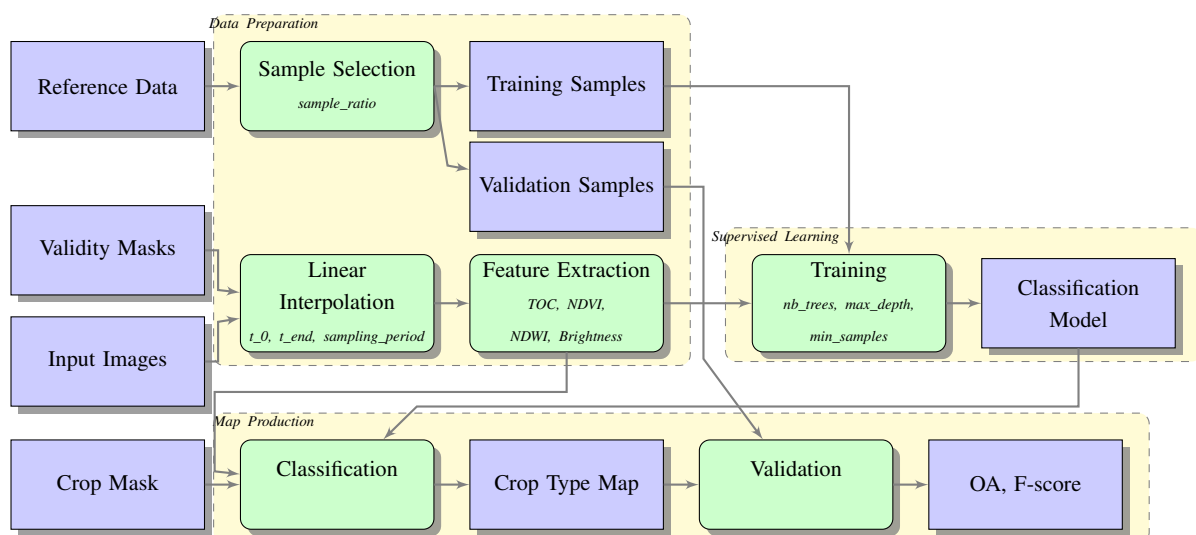 Data Preparation
Reference Data
Sample Selection
sample_ratio
Training Samples
Validation Samples
Validity Masks
Input Images
Linear
Interpolation
t_0, t_end, sampling_period
Feature Extraction
TOC, NDVI,
NDWI, Brightness
Supervised Learning
Training
nb_trees, max_depth,
min_samples
Classification
Model
Map Production
Crop Mask
Classification
Crop Type Map
Validation
OA, F-score